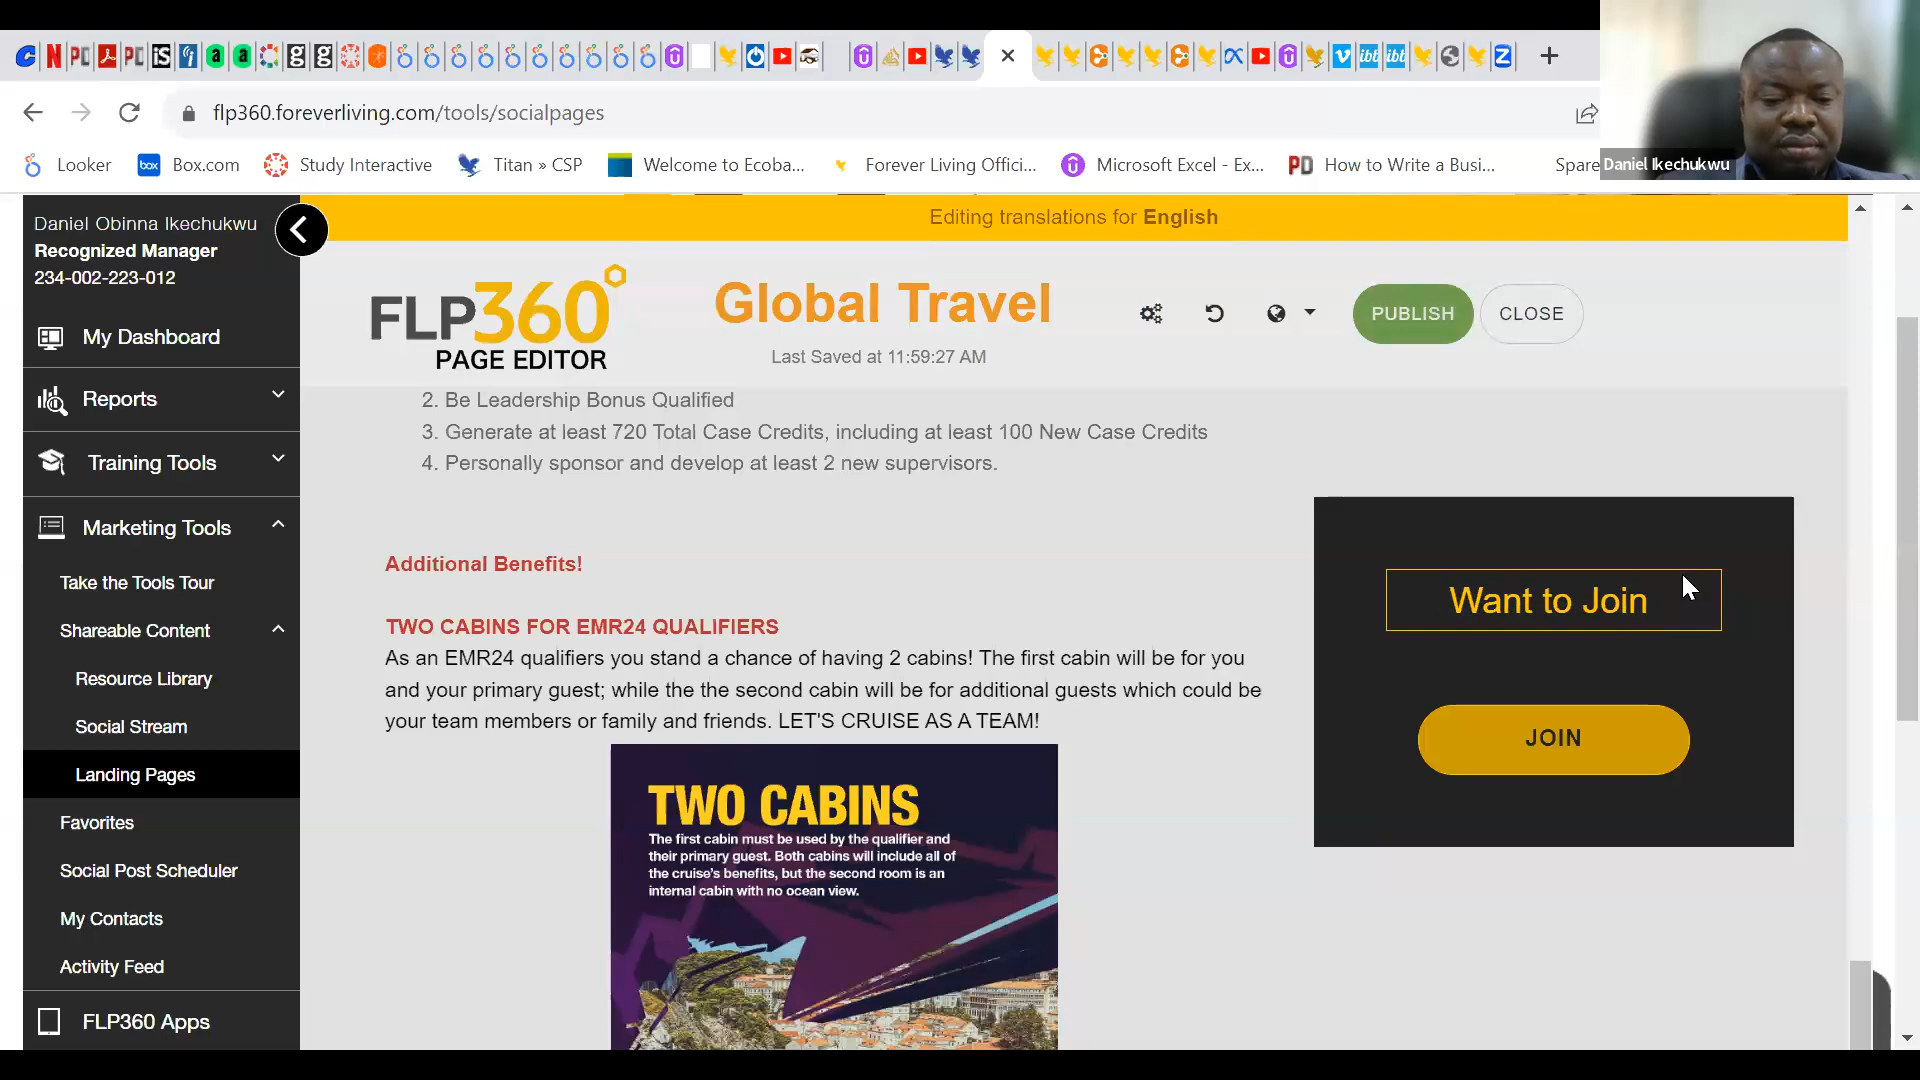 flp360.foreverliving.com/tools/socialpages
Looker
Box.com
Study Interactive
Titan » CSP
Welcome to Ecoba...
Forever Living Offici...
Microsoft Excel - Ex...
How to Write a Busi...
Spare
Daniel Ikechukwu
Daniel Obinna Ikechukwu
Recognized Manager
234-002-223-012
My Dashboard
Reports
Training Tools
Marketing Tools
Take the Tools Tour
Shareable Content
Resource Library
Social Stream
Landing Pages
Favorites
Social Post Scheduler
My Contacts
Activity Feed
FLP360 Apps
Editing translations for English
FLP360
PAGE EDITOR
Global Travel
Last Saved at 11:59:27 AM
PUBLISH
CLOSE
2. Be Leadership Bonus Qualified
3. Generate at least 720 Total Case Credits, including at least 100 New Case Credits
4. Personally sponsor and develop at least 2 new supervisors.
Additional Benefits!
TWO CABINS FOR EMR24 QUALIFIERS
As an EMR24 qualifiers you stand a chance of having 2 cabins! The first cabin will be for you
and your primary guest; while the the second cabin will be for additional guests which could be
your team members or family and friends. LET'S CRUISE AS A TEAM!
TWO CABINS
The first cabin must be used by the qualifier and
their primary guest. Both cabins will include all of
the cruise's benefits, but the second room is an
internal cabin with no ocean view.
Want to Join
JOIN